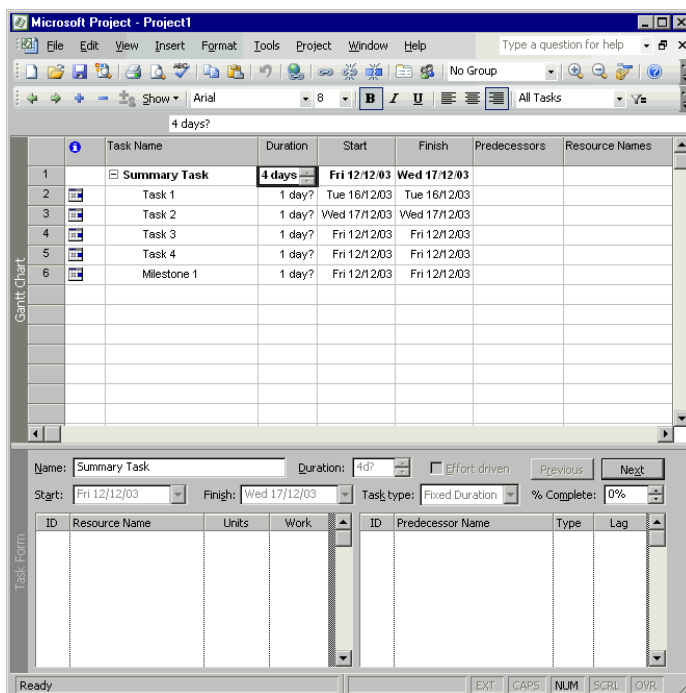 Microsoft Project - Project1
File Edit View Insert Format Tools Project Window Help Type a question for help
No Group
Show Arial 8 B I U All Tasks
4 days?
Task Name Duration Start Finish Predecessors Resource Names
1 Summary Task 4 days Fri 12/12/03 Wed 17/12/03
2 Task 1 1 day? Tue 16/12/03 Tue 16/12/03
3 Task 2 1 day? Wed 17/12/03 Wed 17/12/03
4 Task 3 1 day? Fri 12/12/03 Fri 12/12/03
5 Task 4 1 day? Fri 12/12/03 Fri 12/12/03
6 Milestone 1 1 day? Fri 12/12/03 Fri 12/12/03
Gantt Chart
Name: Summary Task Duration: 4d? Effort driven Previous Next
Start: Fri 12/12/03 Finish: Wed 17/12/03 Task type: Fixed Duration % Complete: 0%
ID Resource Name Units Work ID Predecessor Name Type Lag
Task Form
Ready EXT CAPS NUM SCRL OVR